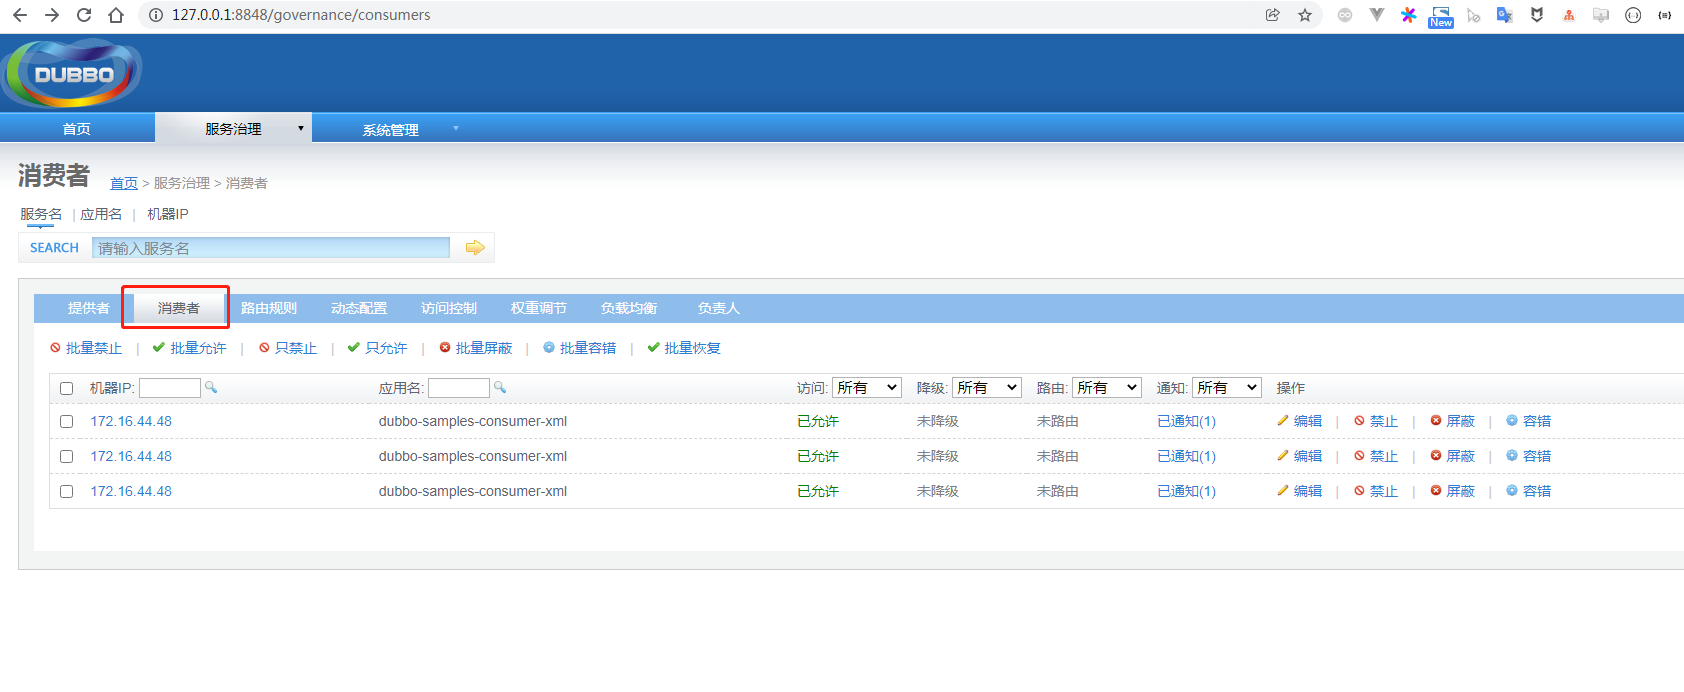 127.0.0.1:8848/governance/consumers
New
DUBBO
首页 服务治理 系统管理
消费者 首页 > 服务治理 > 消费者
服务名 | 应用名 | 机器IP
SEARCH 请输入服务名
提供者 消费者 路由规则 动态配置 访问控制 权重调节 负载均衡 负责人
批量禁止 | 批量允许 | 只禁止 | 只允许 | 批量屏蔽 | 批量容错 | 批量恢复
机器IP: 应用名: 访问: 所有 降级: 所有 路由: 所有 通知: 所有 操作
172.16.44.48 dubbo-samples-consumer-xml 已允许 未降级 未路由 已通知(1) 编辑 | 禁止 | 屏蔽 | 容错
172.16.44.48 dubbo-samples-consumer-xml 已允许 未降级 未路由 已通知(1) 编辑 | 禁止 | 屏蔽 | 容错
172.16.44.48 dubbo-samples-consumer-xml 已允许 未降级 未路由 已通知(1) 编辑 | 禁止 | 屏蔽 | 容错